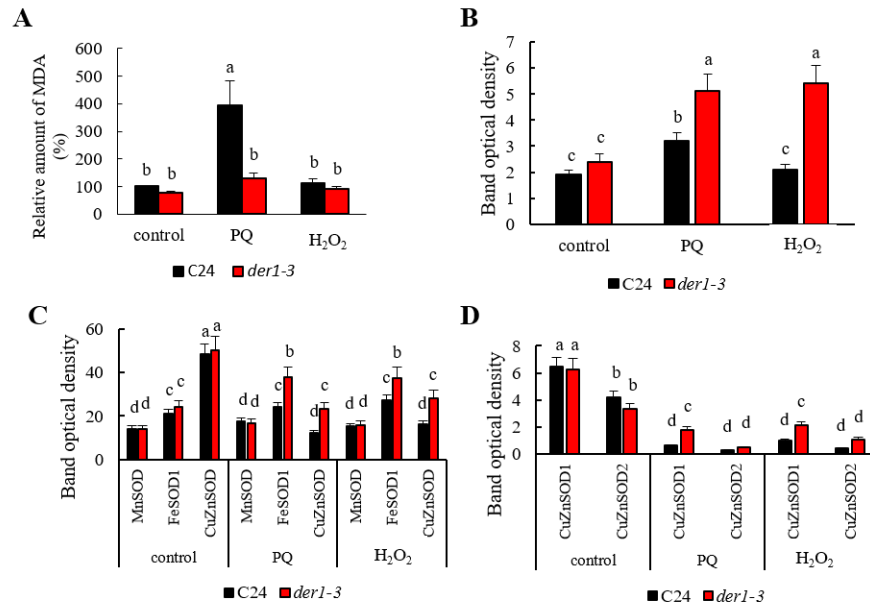 A
Relative amount of MDA
(%)
600
500
400
300
200
100
0
b b a b b b
control PQ H₂O₂
C24 der1-3
B
Band optical density
7
6
5
4
3
2
1
0
c c b a c a
control PQ H₂O₂
C24 der1-3
C
Band optical density
60
40
20
0
d d c c a a d d c b d c d d c b d c
MnSOD FeSOD1 CuZnSOD MnSOD FeSOD1 CuZnSOD MnSOD FeSOD1 CuZnSOD
control PQ H₂O₂
C24 der1-3
D
Band optical density
8
6
4
2
0
a a b b d c d d d c d d
CuZnSOD1 CuZnSOD2 CuZnSOD1 CuZnSOD2 CuZnSOD1 CuZnSOD2
control PQ H₂O₂
C24 der1-3